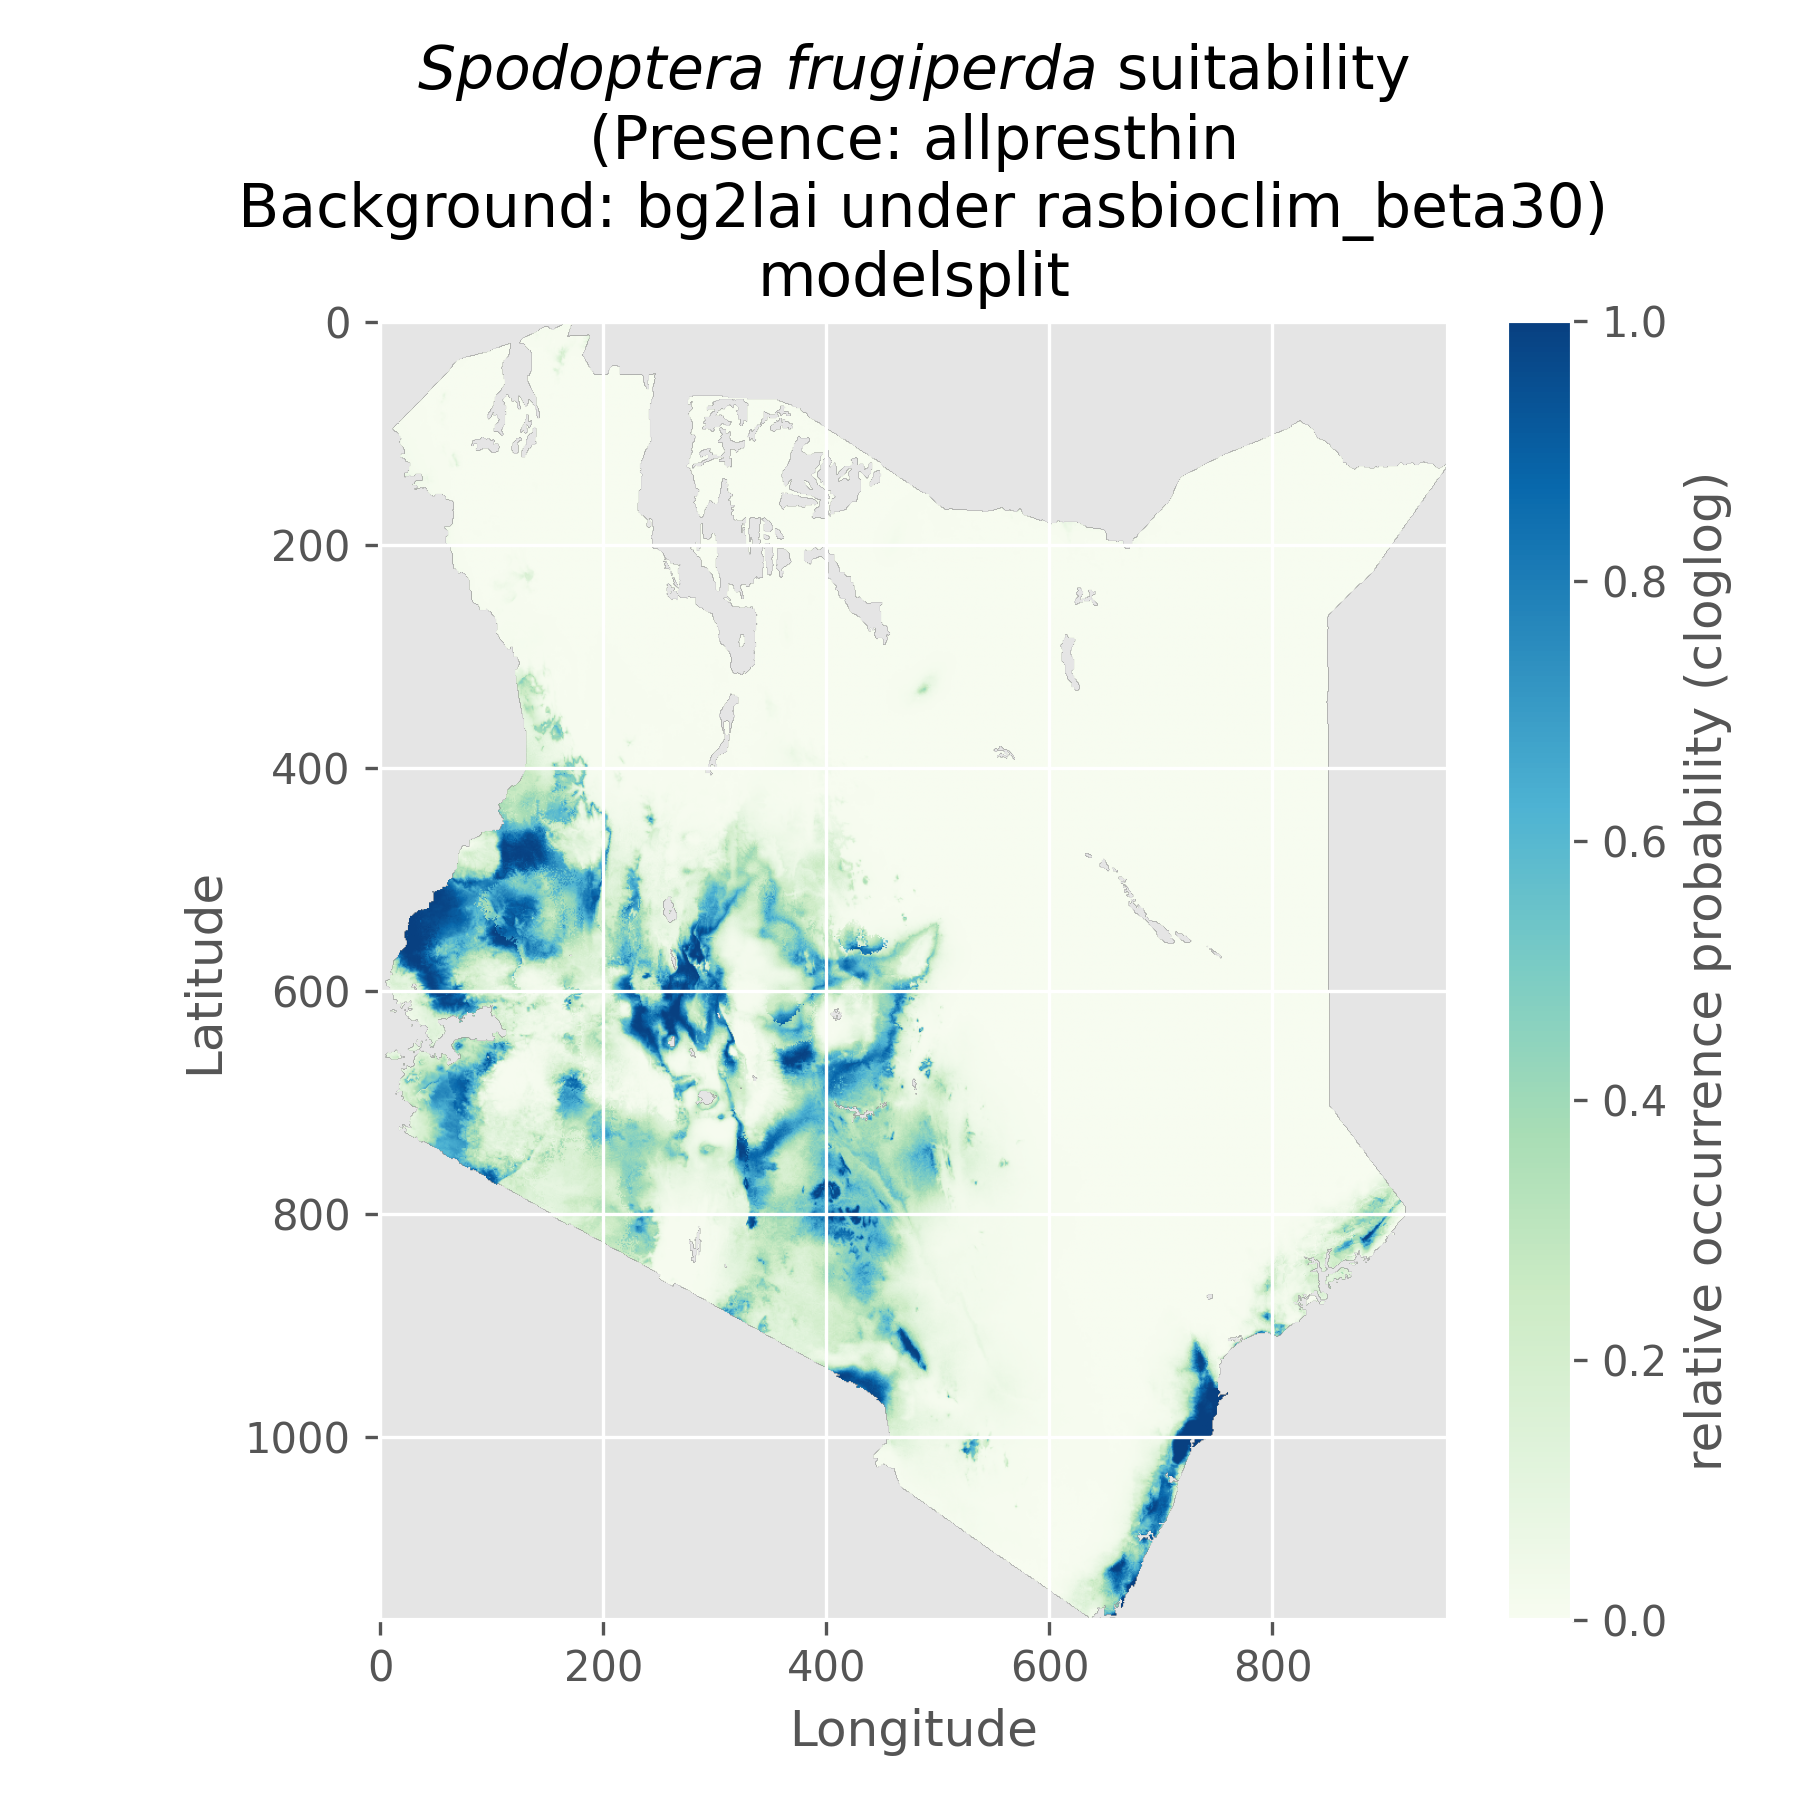 Spodoptera frugiperda suitability
(Presence: allpresthin
Background: bg2lai under rasbioclim_beta30)
modelsplit
0
200
400
600
800
1000
Latitude
0
200
400
600
800
Longitude
1.0
0.8
0.6
0.4
0.2
0.0
relative occurrence probability (cloglog)